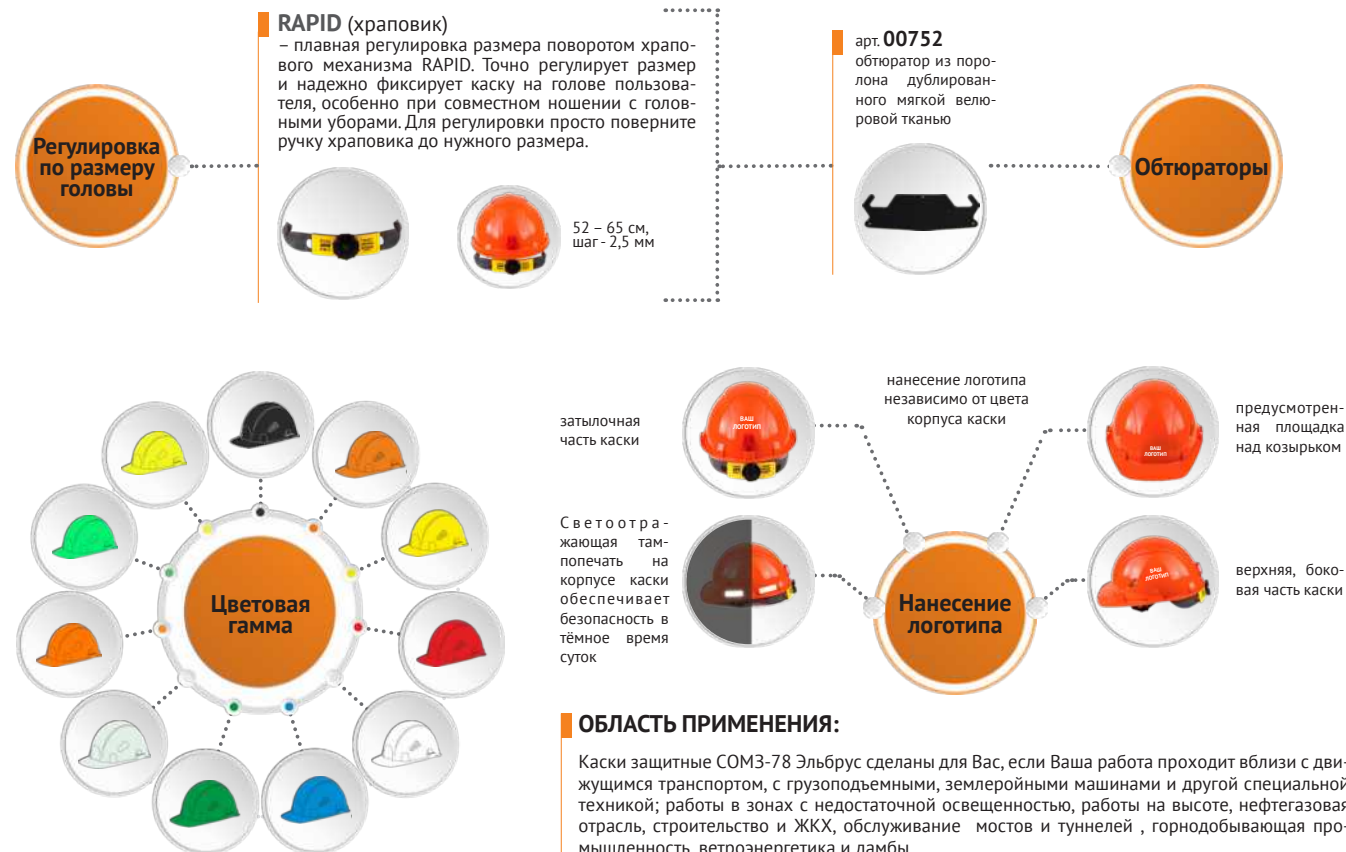 Регулировка
по размеру
головы
RAPID (храповик)
– плавная регулировка размера поворотом храпо-
вого механизма RAPID. Точно регулирует размер
и надежно фиксирует каску на голове пользова-
теля, особенно при совместном ношении с голов-
ными уборами. Для регулировки просто поверните
ручку храповика до нужного размера.
52 – 65 см,
шаг - 2,5 мм
арт. 00752
обтюратор из поро-
лона дублирован-
ного мягкой велю-
ровой тканью
Обтюраторы
Цветовая
гамма
затылочная
часть каски
ВАШ
ЛОГОТИП
нанесение логотипа
независимо от цвета
корпуса каски
ВАШ
ЛОГОТИП
предусмотрен-
ная площадка
над козырьком
Светоотра-
жающая там-
попечать на
корпусе каски
обеспечивает
безопасность в
тёмное время
суток
Нанесение
логотипа
ВАШ
ЛОГОТИП
верхняя, боко-
вая часть каски
ОБЛАСТЬ ПРИМЕНЕНИЯ:
Каски защитные СОМЗ-78 Эльбрус сделаны для Вас, если Ваша работа проходит вблизи с дви-
жущимся транспортом, с грузоподъемными, землеройными машинами и другой специальной
техникой; работы в зонах с недостаточной освещенностью, работы на высоте, нефтегазовая
отрасль, строительство и ЖКХ, обслуживание мостов и туннелей , горнодобывающая про-
мышленность, ветроэнергетика и дамбы.